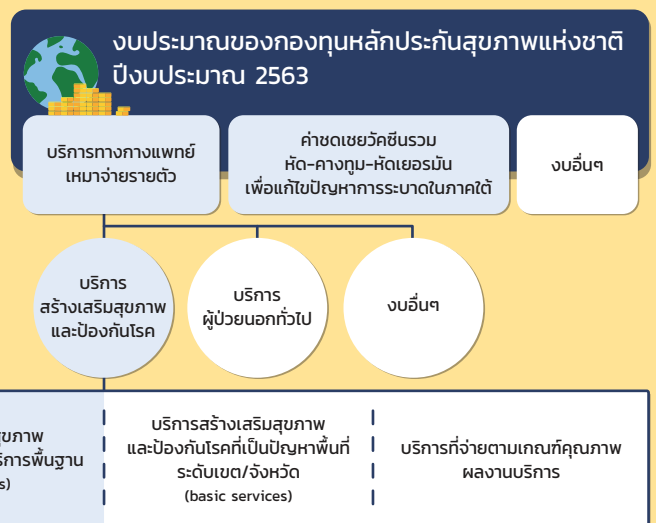 งบประมาณของกองทุนหลักประกันสุขภาพแห่งชาติ
ปีงบประมาณ 2563
บริการทางกางแพทย์
เหมาจ่ายรายตัว
ค่าชดเชยวัคซีนรวม
หัด-คางทูม-หัดเยอรมัน
เพื่อแก้ไขปัญหาการระบาดในภาคใต้
งบอื่นๆ
บริการ
สร้างเสริมสุขภาพ
และป้องกันโรค
บริการ
ผู้ป่วยนอกทั่วไป
งบอื่นๆ
บริการสร้างเสริมสุขภาพ
และป้องกันโรคที่เป็นปัญหาพื้นที่
ระดับเขต/จังหวัด
(basic services)
บริการที่จ่ายตามเกณฑ์คุณภาพ
ผลงานบริการ